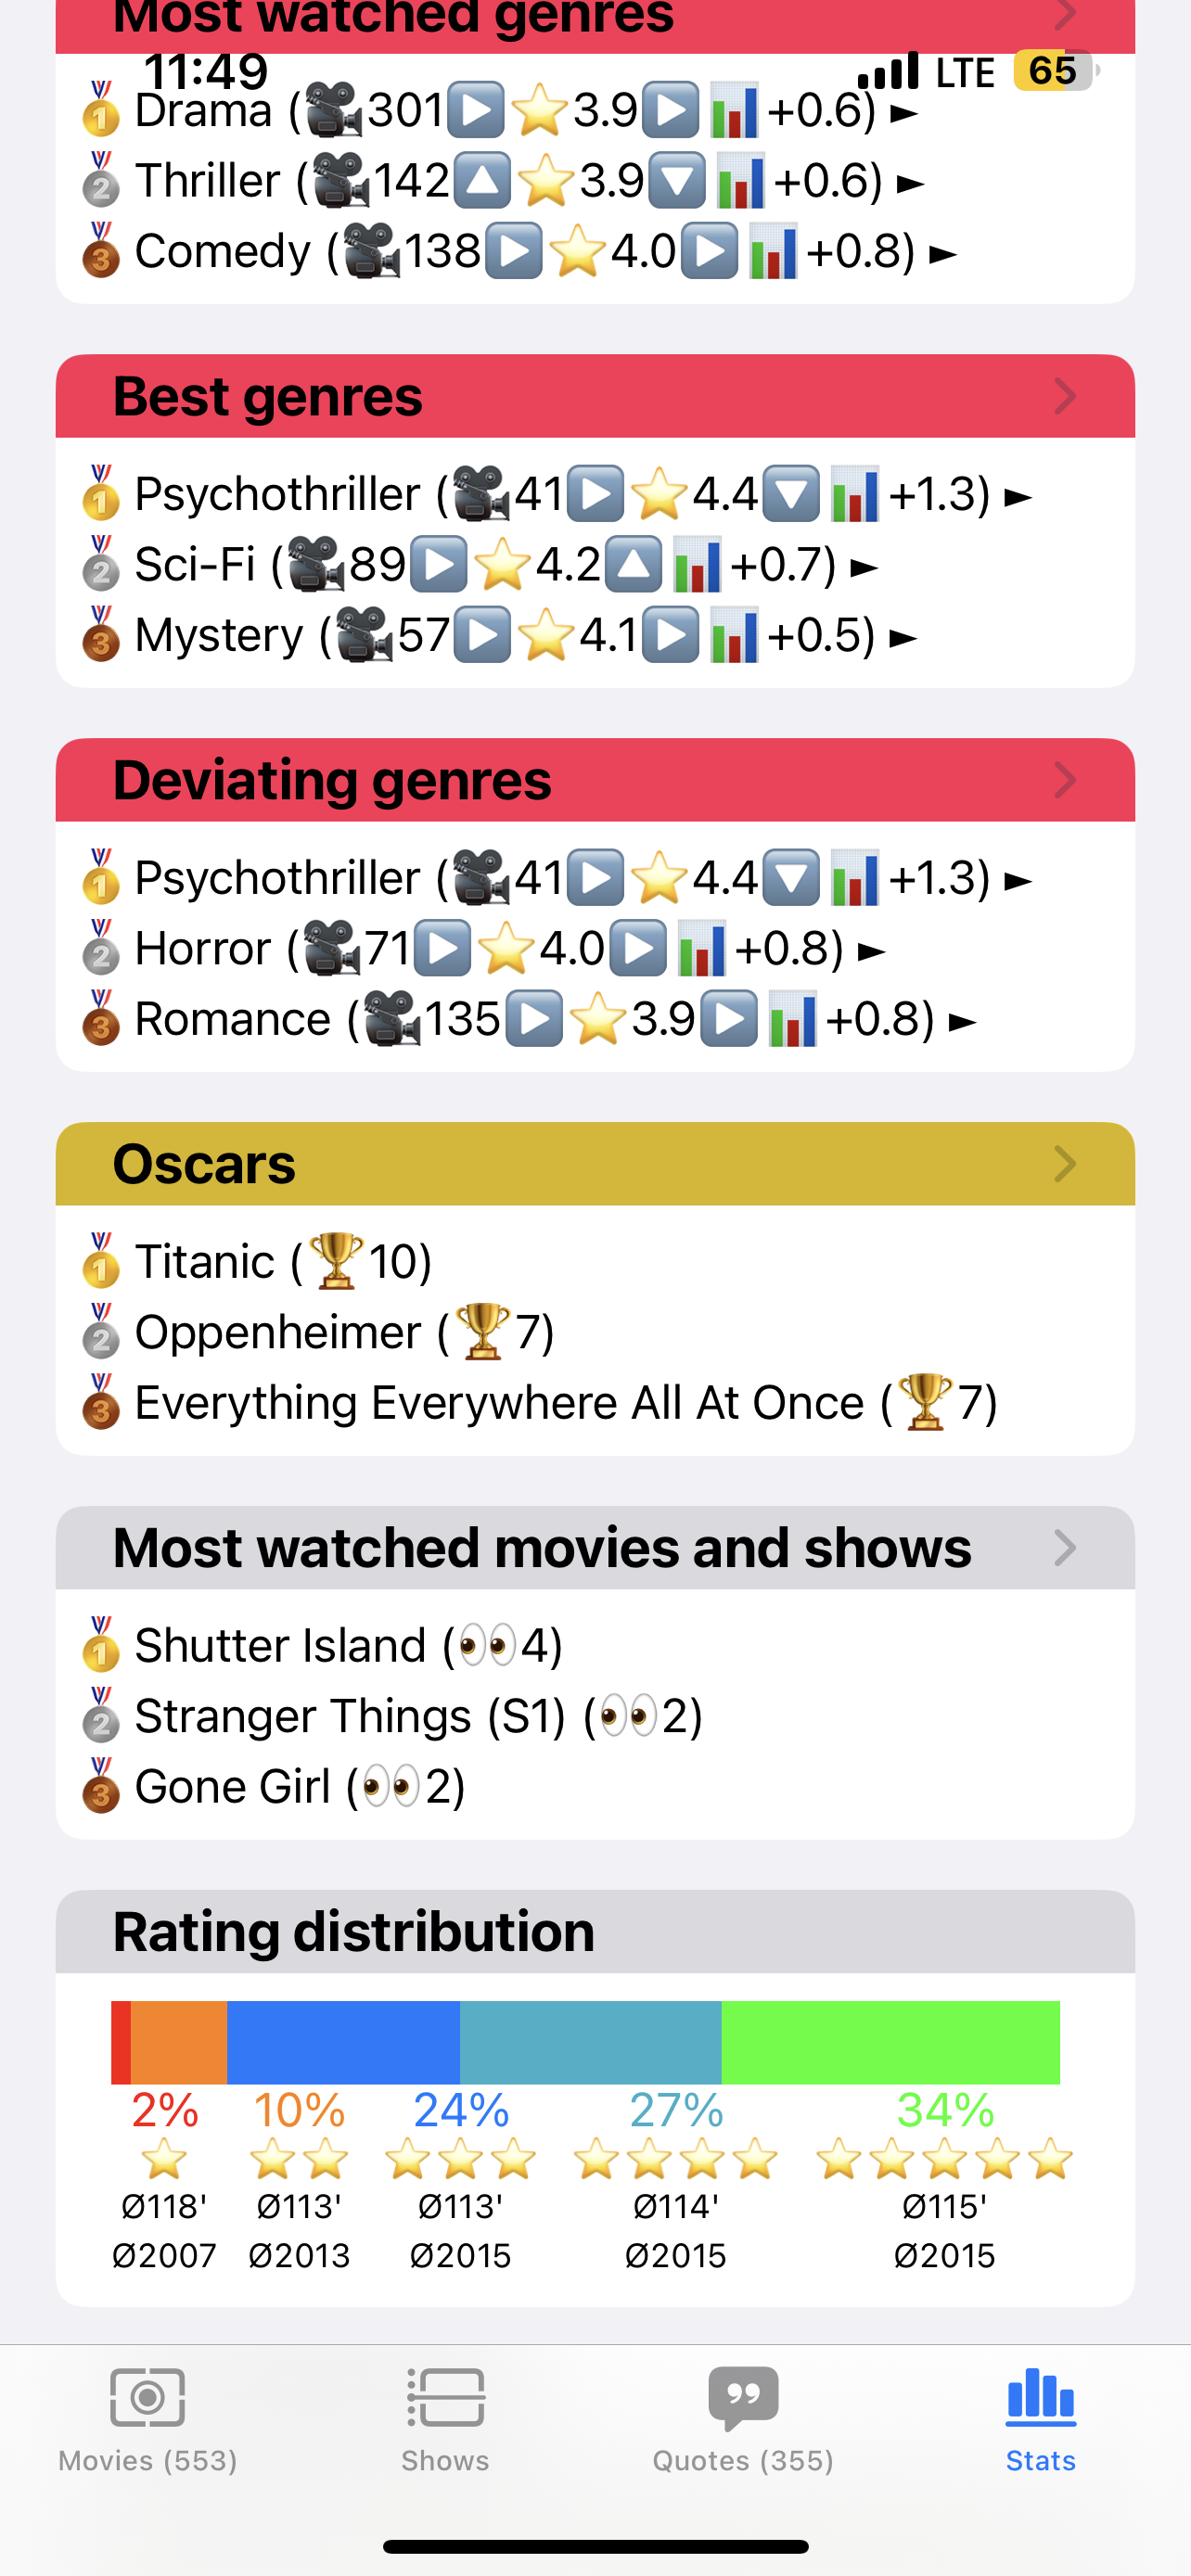 Most watched genres
11:49 LTE 65
🥇 Drama (🎥301▶️⭐3.9▶️📊+0.6) ►
🥈 Thriller (🎥142🔼⭐3.9🔽📊+0.6) ►
🥉 Comedy (🎥138▶️⭐4.0▶️📊+0.8) ►
Best genres
🥇 Psychothriller (🎥41▶️⭐4.4🔽📊+1.3) ►
🥈 Sci-Fi (🎥89▶️⭐4.2🔼📊+0.7) ►
🥉 Mystery (🎥57▶️⭐4.1▶️📊+0.5) ►
Deviating genres
🥇 Psychothriller (🎥41▶️⭐4.4🔽📊+1.3) ►
🥈 Horror (🎥71▶️⭐4.0▶️📊+0.8) ►
🥉 Romance (🎥135▶️⭐3.9▶️📊+0.8) ►
Oscars
🥇 Titanic (🏆10)
🥈 Oppenheimer (🏆7)
🥉 Everything Everywhere All At Once (🏆7)
Most watched movies and shows
🥇 Shutter Island (👀4)
🥈 Stranger Things (S1) (👀2)
🥉 Gone Girl (👀2)
Rating distribution
2% 10% 24% 27% 34%
⭐ ⭐⭐ ⭐⭐⭐ ⭐⭐⭐⭐ ⭐⭐⭐⭐⭐
Ø118' Ø113' Ø113' Ø114' Ø115'
Ø2007 Ø2013 Ø2015 Ø2015 Ø2015
Movies (553) Shows Quotes (355) Stats